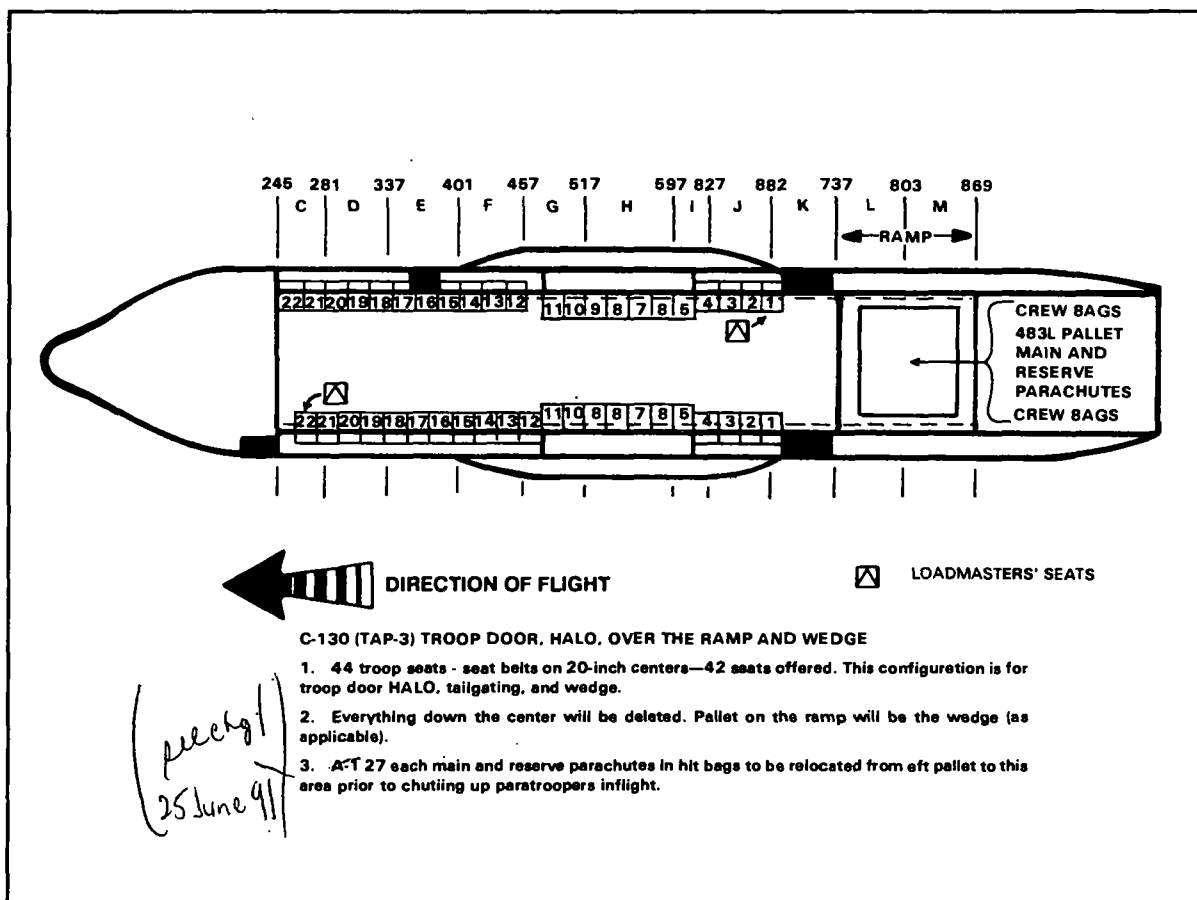 245 281 337 401 457 517 597 827 882 737 803 869
C D E F G H I J K L M
RAMP
22 21 20 19 18 17 16 15 14 13 12 11 10 9 8 7 8 5 4 3 2 1
CREW 8AGS
483L PALLET
MAIN AND
RESERVE
PARACHUTES
CREW 8AGS
22 21 20 19 18 17 16 15 14 13 12 11 10 8 8 7 8 5 4 3 2 1
DIRECTION OF FLIGHT
LOADMASTERS' SEATS
C-130 (TAP-3) TROOP DOOR, HALO, OVER THE RAMP AND WEDGE
1. 44 troop seats - seat belts on 20-inch centers—42 seats offered. This configuretion is for
troop door HALO, tailgating, and wedge.
2. Everything down the center will be deleted. Pallet on the ramp will be the wedge (as
applicable).
3. A-T 27 each main and reserve parachutes in hit bags to be relocated from eft pallet to this
area prior to chutiing up paratroopers inflight.
25 June 91